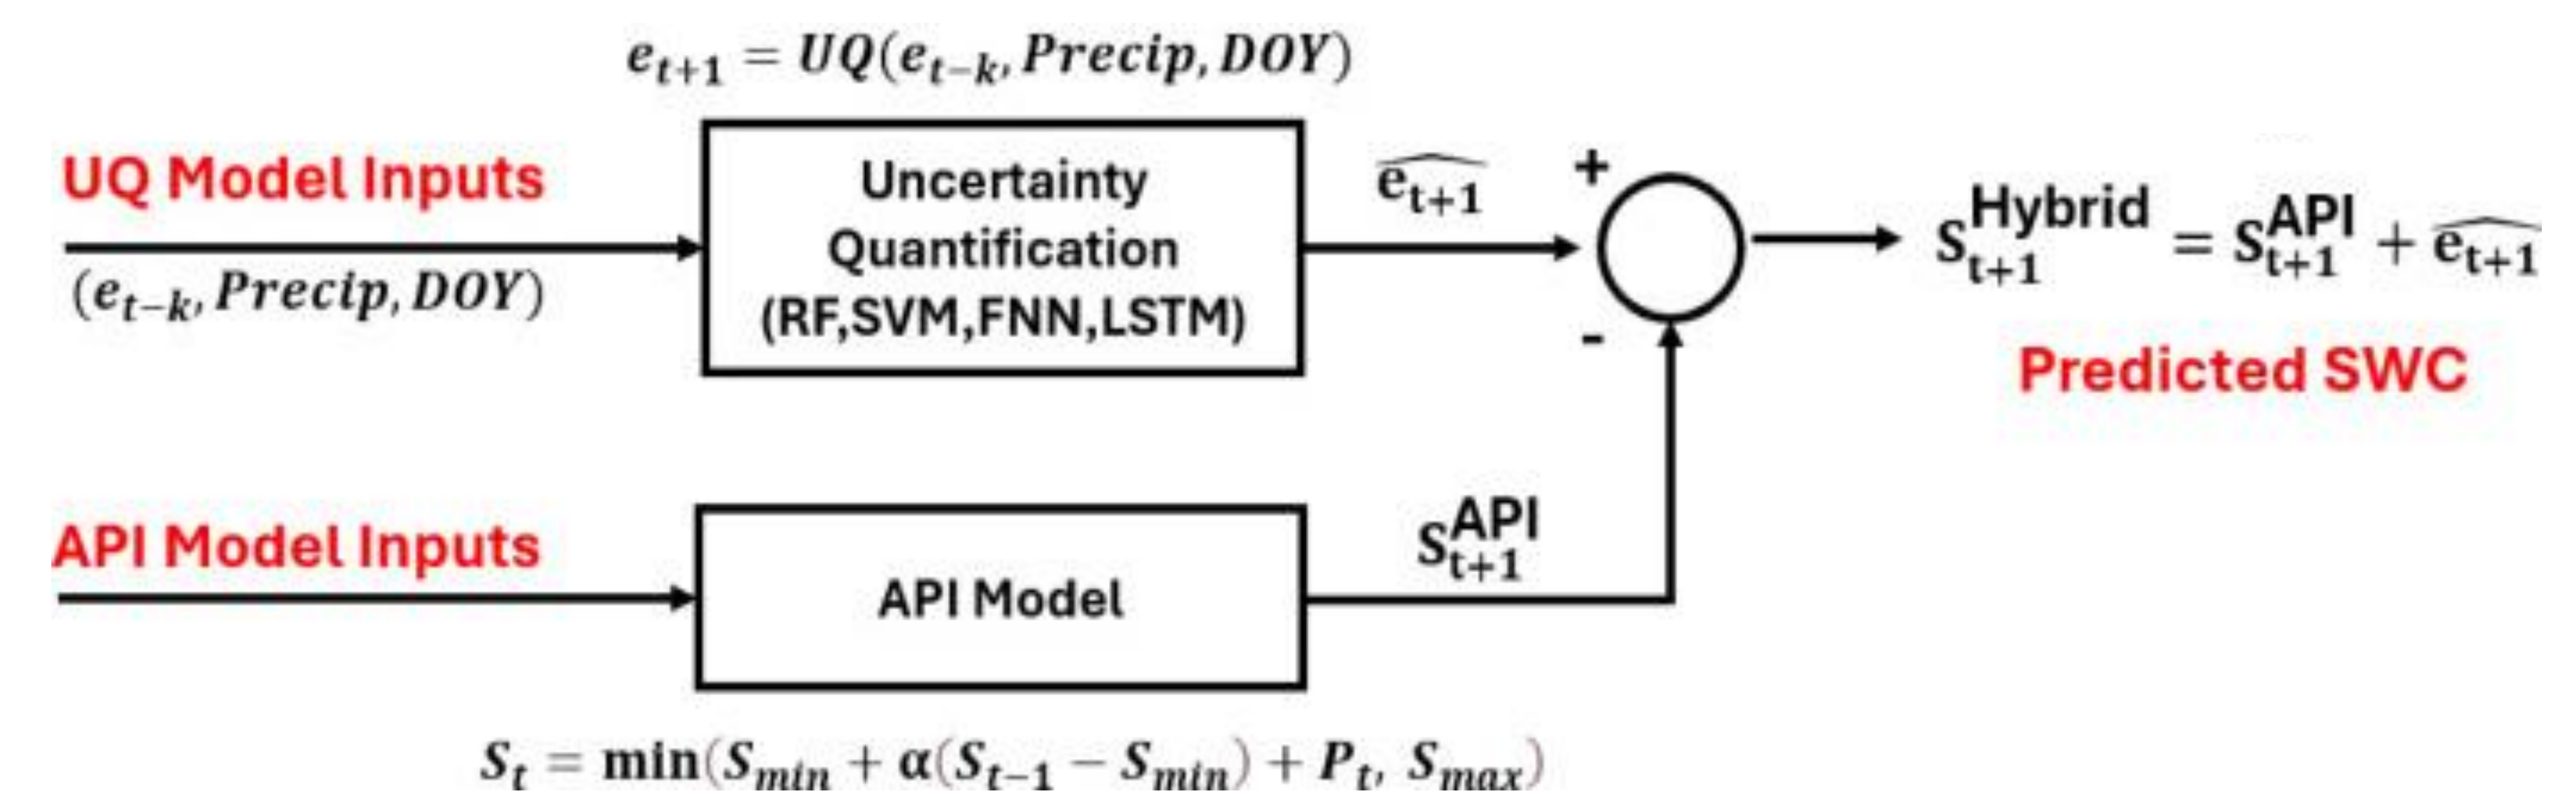 e_{t+1} = UQ(e_{t-k}, Precip, DOY)
UQ Model Inputs
(e_{t-k}, Precip, DOY)
Uncertainty
Quantification
(RF,SVM,FNN,LSTM)
\widehat{e_{t+1}}
+
-
S_{t+1}^{Hybrid} = S_{t+1}^{API} + \widehat{e_{t+1}}
Predicted SWC
API Model Inputs
API Model
S_{t+1}^{API}
S_t = min(S_{min} + α(S_{t-1} − S_{min}) + P_t, S_{max})